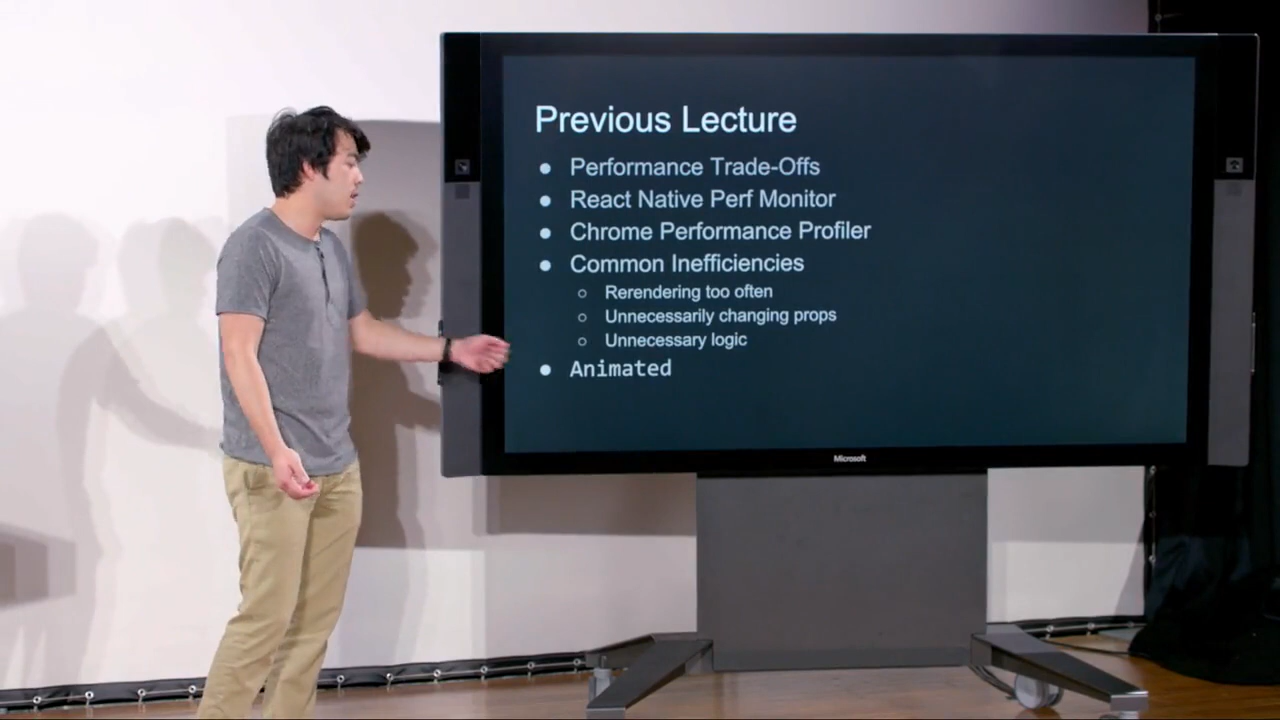 Previous Lecture
● Performance Trade-Offs
● React Native Perf Monitor
● Chrome Performance Profiler
● Common Inefficiencies
○ Rerendering too often
○ Unnecessarily changing props
○ Unnecessary logic
● Animated
Microsoft